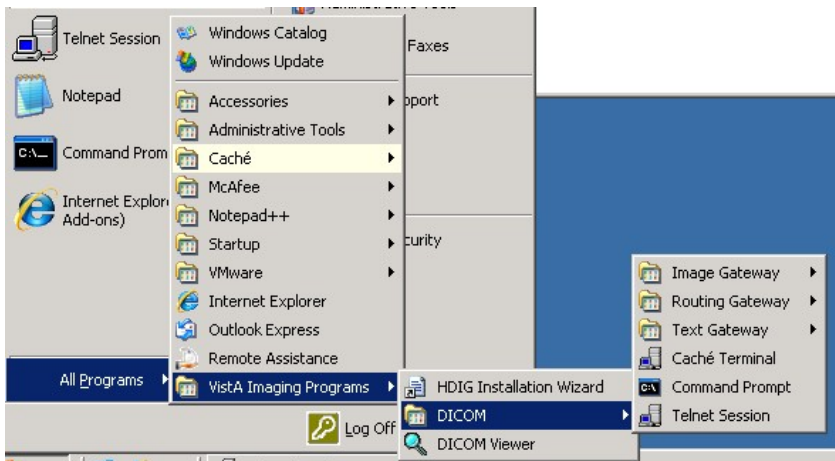 Administrative Tools
Telnet Session
Notepad
Command Prom
Internet Explor
Add-ons)
All Programs
Log Off
Faxes
pport
curity
Windows Catalog
Windows Update
Accessories
Administrative Tools
Caché
McAfee
Notepad++
Startup
VMware
Internet Explorer
Outlook Express
Remote Assistance
VistA Imaging Programs
HDIG Installation Wizard
DICOM
DICOM Viewer
Image Gateway
Routing Gateway
Text Gateway
Caché Terminal
Command Prompt
Telnet Session